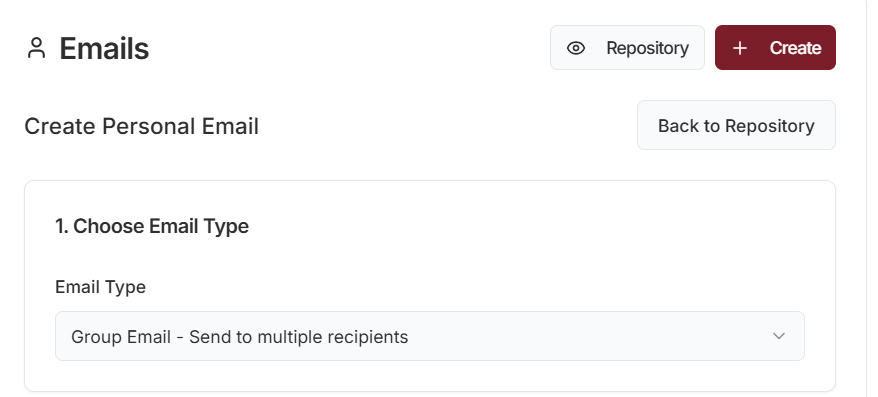 Emails
Repository
Create
Create Personal Email
Back to Repository
1. Choose Email Type
Email Type
Group Email - Send to multiple recipients